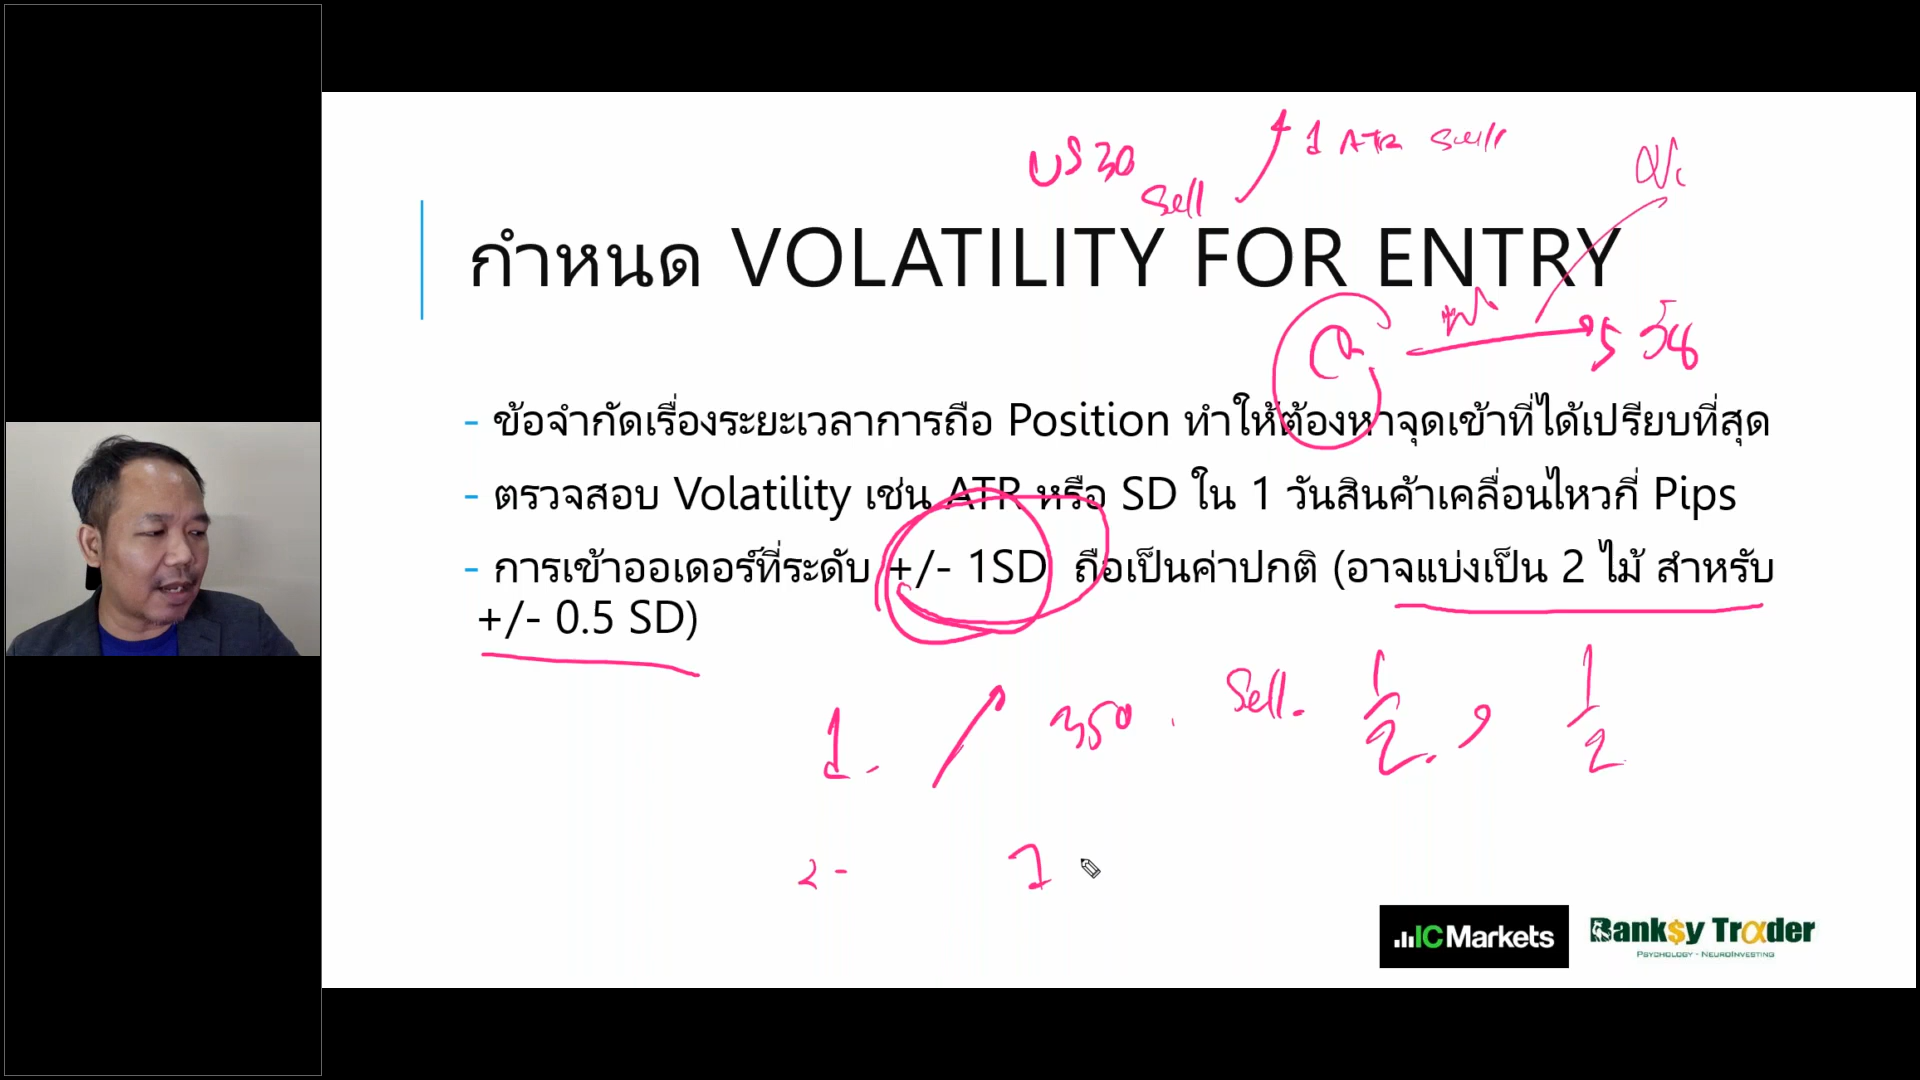 US 30
Sell
1 ATR Sell
กำหนด VOLATILITY FOR ENTRY
5 วัน
- ข้อจำกัดเรื่องระยะเวลาการถือ Position ทำให้ต้องหาจุดเข้าที่ได้เปรียบที่สุด
- ตรวจสอบ Volatility เช่น ATR หรือ SD ใน 1 วันสินค้าเคลื่อนไหวกี่ Pips
- การเข้าออเดอร์ที่ระดับ +/- 1SD ถือเป็นค่าปกติ (อาจแบ่งเป็น 2 ไม้ สำหรับ
+/- 0.5 SD)
1- 350. Sell. 1/2, 1/2
2- 1
IC Markets
Banksy Trader
PSYCHOLOGY - NEUROINVESTING